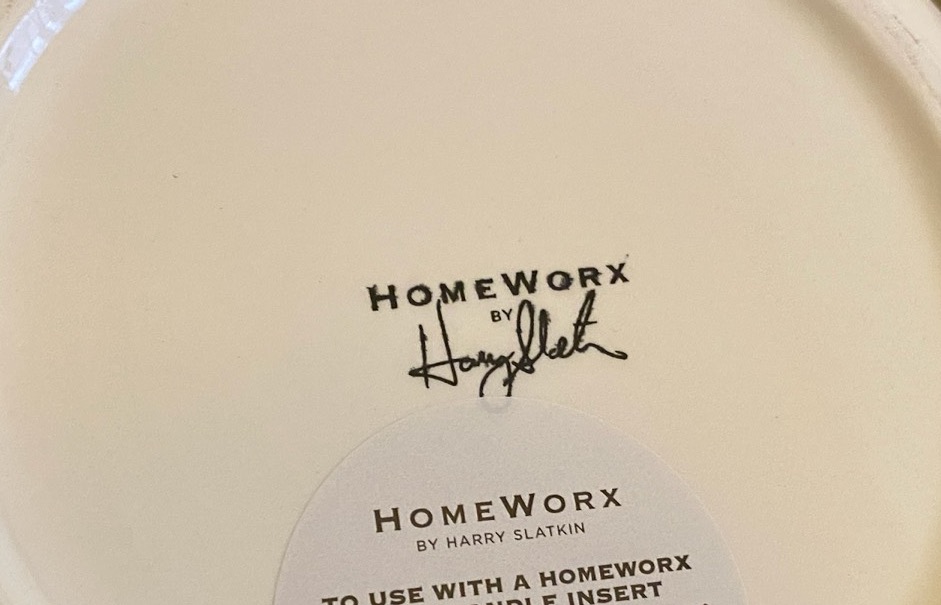 HOMEWORX
BY
Harry Slatkin
HOMEWORX
BY HARRY SLATKIN
TO USE WITH A HOMEWORX
INSERT